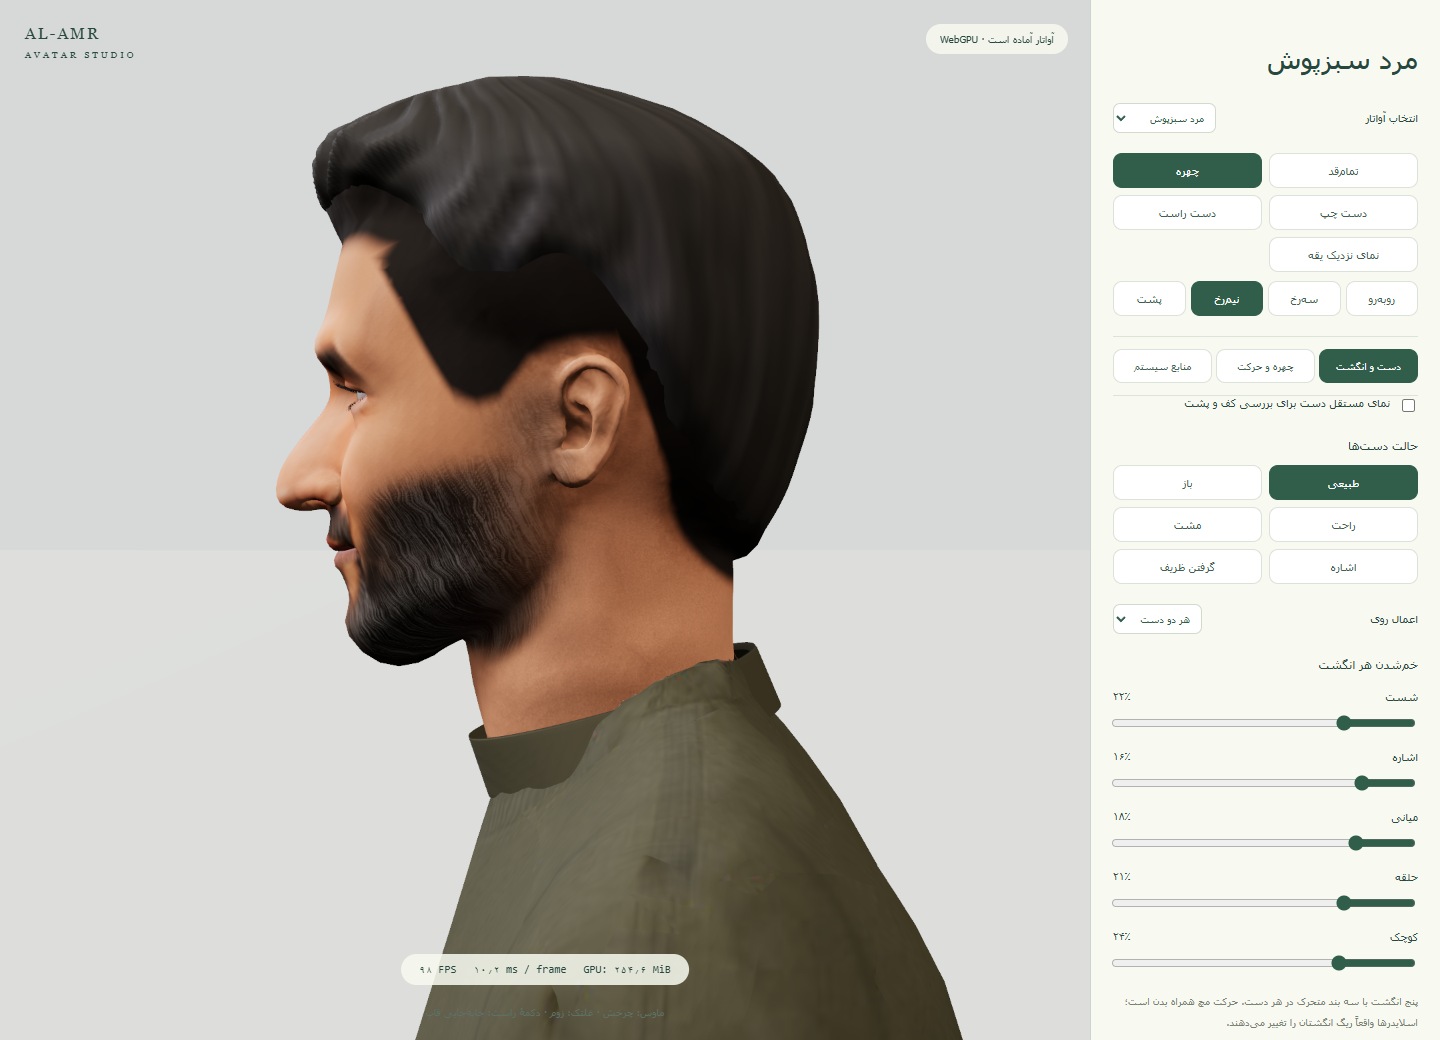 AL-AMR
AVATAR STUDIO
آواتار آماده است · WebGPU
مرد سبزپوش
انتخاب آواتار
مرد سبزپوش
تمام‌قد
چهره
دست چپ
دست راست
نمای نزدیک یقه
روبه‌رو
سه‌رخ
نیم‌رخ
پشت
دست و انگشت
چهره و حرکت
منابع سیستم
نمای مستقل دست برای بررسی کف و پشت
حالت دست‌ها
طبیعی
باز
راحت
مشت
اشاره
گرفتن ظریف
اعمال روی
هر دو دست
خم‌شدن هر انگشت
شست
۲۲٪
اشاره
۱۶٪
میانی
۱۸٪
حلقه
۲۱٪
کوچک
۲۴٪
پنج انگشت با سه بند متحرک در هر دست. حرکت مچ همراه بدن است؛
اسلایدرها واقعاً ریگ انگشتان را تغییر می‌دهند.
۹۸ FPS ۱۰٫۲ ms / frame GPU: ۲۵۴٫۶ MiB